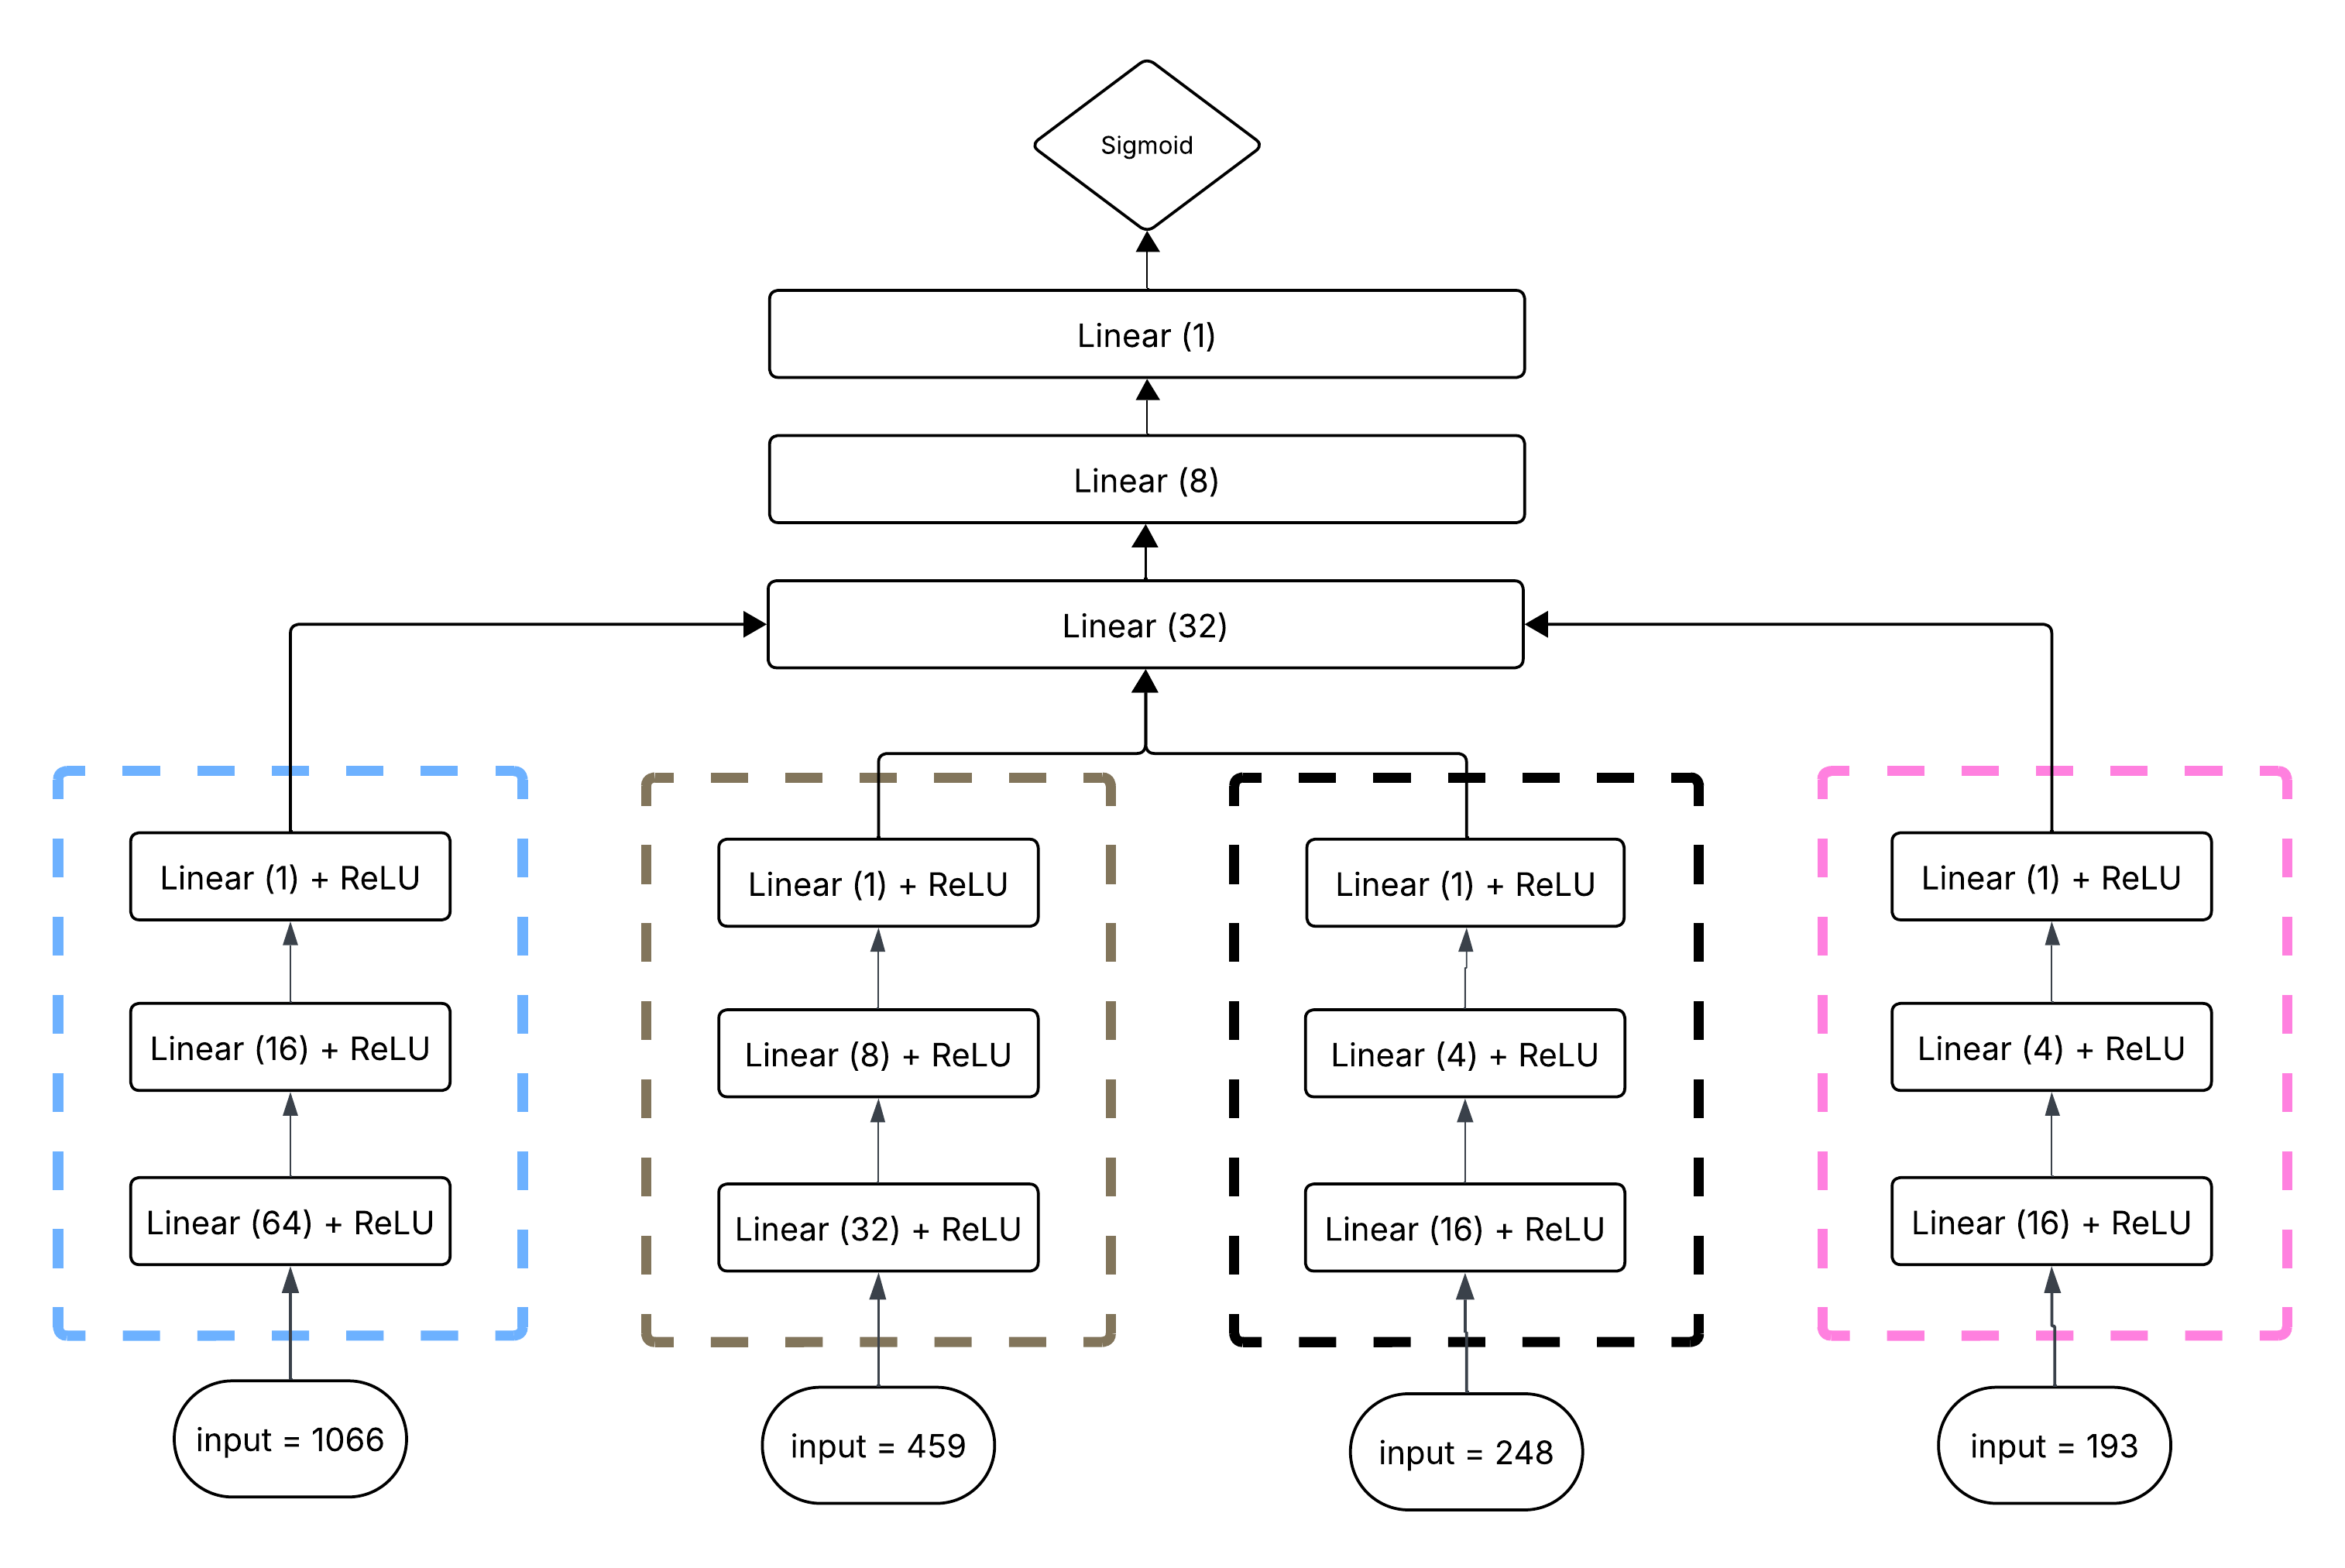 Sigmoid
Linear (1)
Linear (8)
Linear (32)
Linear (1) + ReLU
Linear (16) + ReLU
Linear (64) + ReLU
input = 1066
Linear (1) + ReLU
Linear (8) + ReLU
Linear (32) + ReLU
input = 459
Linear (1) + ReLU
Linear (4) + ReLU
Linear (16) + ReLU
input = 248
Linear (1) + ReLU
Linear (4) + ReLU
Linear (16) + ReLU
input = 193